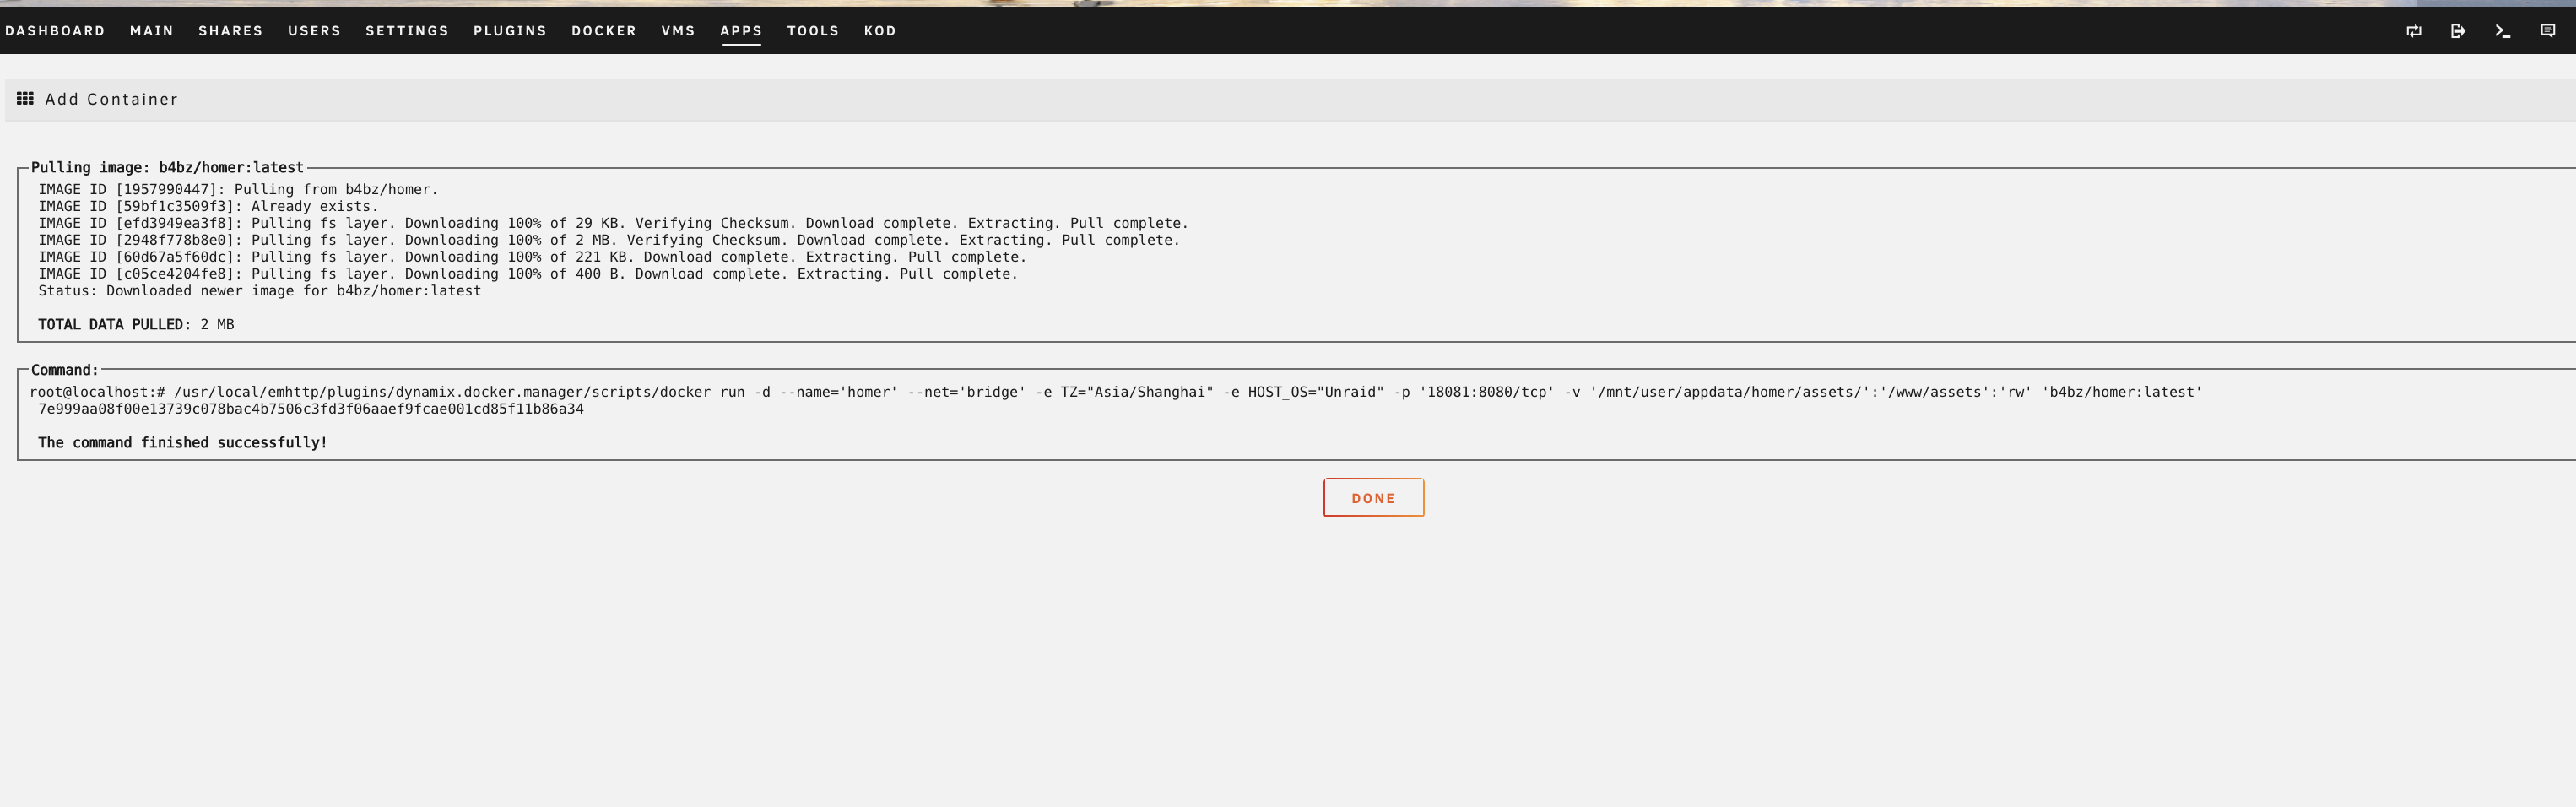 DASHBOARD MAIN SHARES USERS SETTINGS PLUGINS DOCKER VMS APPS TOOLS KOD
Add Container
Pulling image: b4bz/homer:latest
IMAGE ID [1957990447]: Pulling from b4bz/homer.
IMAGE ID [59bf1c3509f3]: Already exists.
IMAGE ID [efd3949ea3f8]: Pulling fs layer. Downloading 100% of 29 KB. Verifying Checksum. Download complete. Extracting. Pull complete.
IMAGE ID [2948f778b8e0]: Pulling fs layer. Downloading 100% of 2 MB. Verifying Checksum. Download complete. Extracting. Pull complete.
IMAGE ID [60d67a5f60dc]: Pulling fs layer. Downloading 100% of 221 KB. Download complete. Extracting. Pull complete.
IMAGE ID [c05ce4204fe8]: Pulling fs layer. Downloading 100% of 400 B. Download complete. Extracting. Pull complete.
Status: Downloaded newer image for b4bz/homer:latest
TOTAL DATA PULLED: 2 MB
Command:
root@localhost:# /usr/local/emhttp/plugins/dynamix.docker.manager/scripts/docker run -d --name='homer' --net='bridge' -e TZ="Asia/Shanghai" -e HOST_OS="Unraid" -p '18081:8080/tcp' -v '/mnt/user/appdata/homer/assets/':'/www/assets':'rw' 'b4bz/homer:latest'
7e999aa08f00e13739c078bac4b7506c3fd3f06aaef9fcae001cd85f11b86a34
The command finished successfully!
DONE